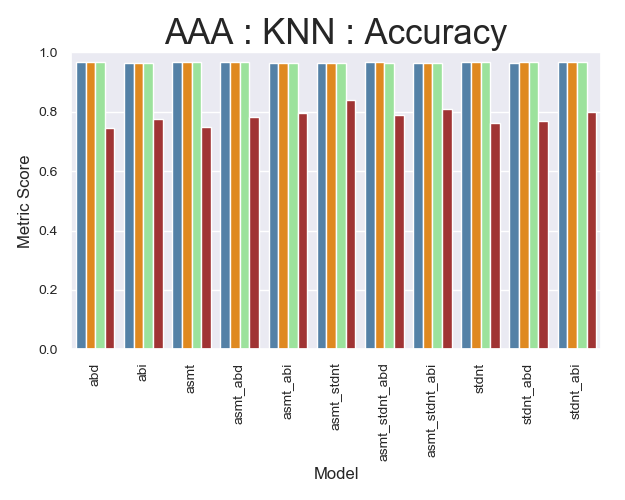 AAA : KNN : Accuracy
Metric Score
1.0
0.8
0.6
0.4
0.2
0.0
abd
abi
asmt
asmt_abd
asmt_abi
asmt_stdnt
asmt_stdnt_abd
asmt_stdnt_abi
stdnt
stdnt_abd
stdnt_abi
Model